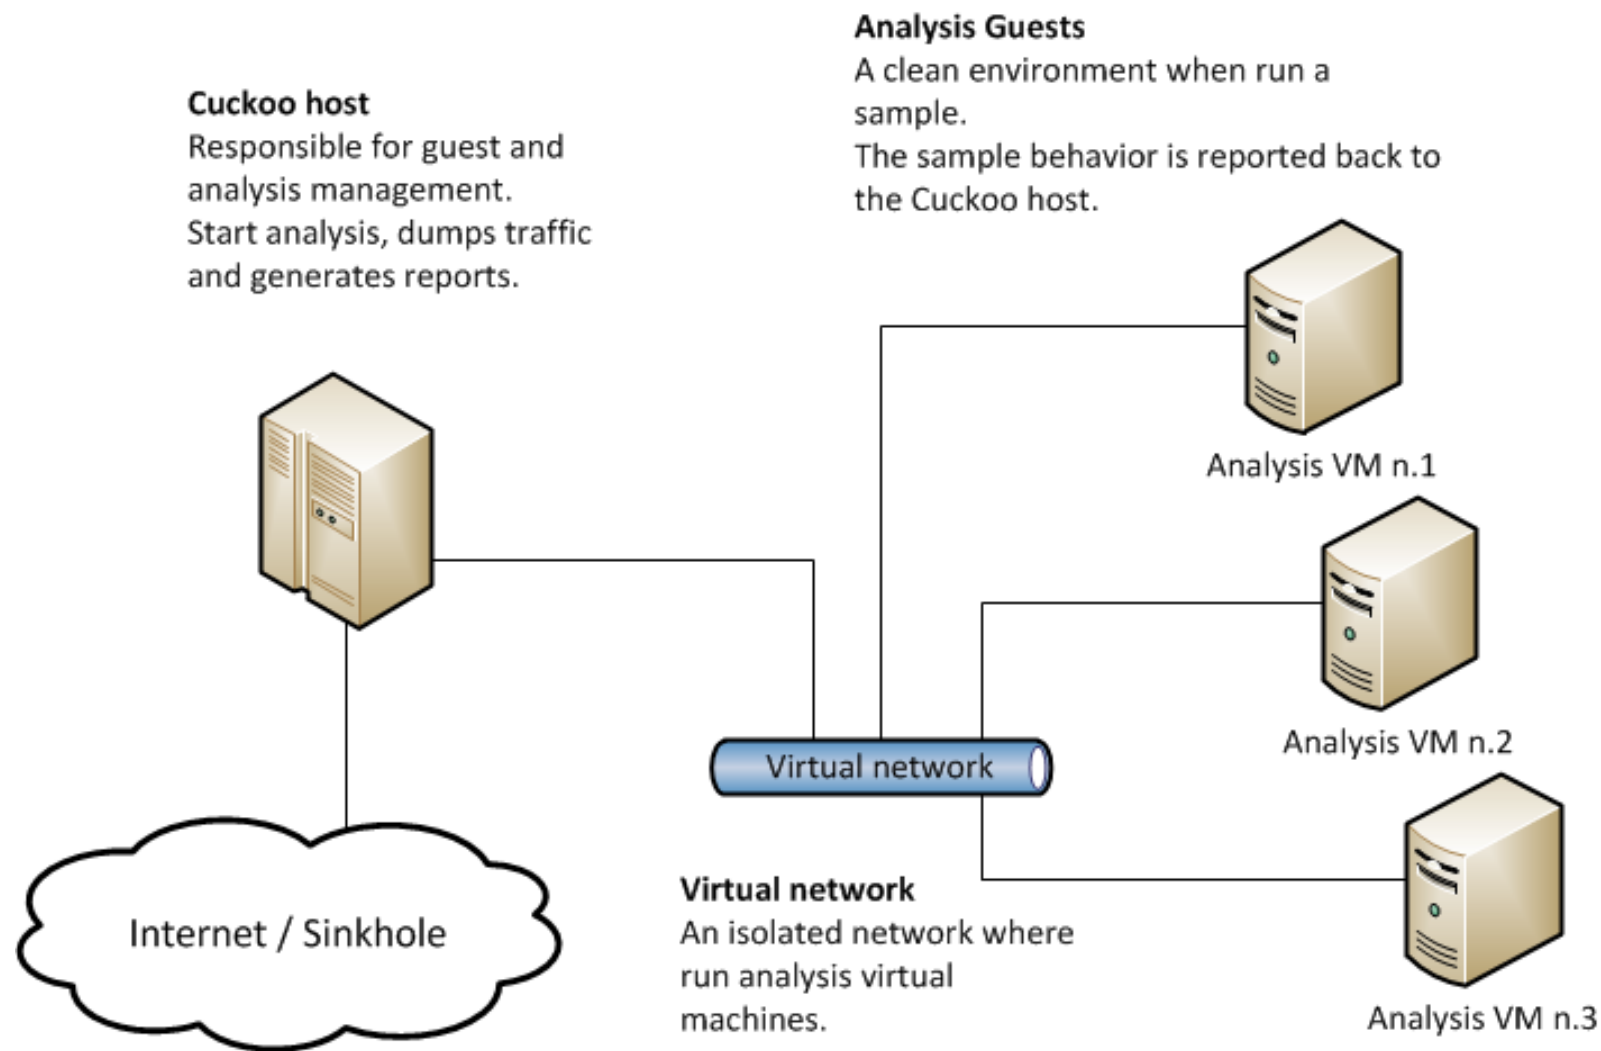 Analysis Guests
A clean environment when run a
sample.
The sample behavior is reported back to
the Cuckoo host.
Cuckoo host
Responsible for guest and
analysis management.
Start analysis, dumps traffic
and generates reports.
Analysis VM n.1
Analysis VM n.2
Virtual network
Virtual network
An isolated network where
run analysis virtual
machines.
Internet / Sinkhole
Analysis VM n.3